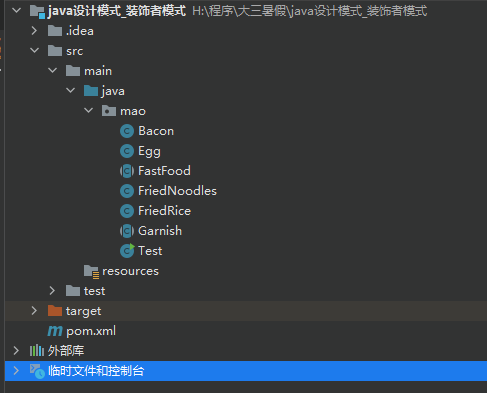 java设计模式_装饰者模式 H:\程序\大三暑假\java设计模式_装饰者模式
.idea
src
main
java
mao
Bacon
Egg
FastFood
FriedNoodles
FriedRice
Garnish
Test
resources
test
target
pom.xml
外部库
临时文件和控制台